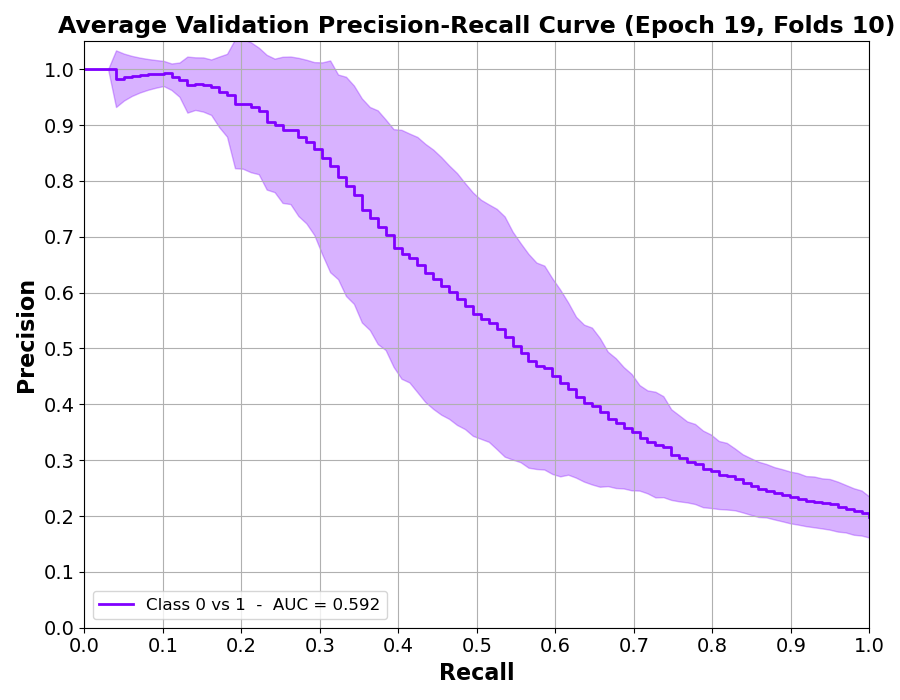 Average Validation Precision-Recall Curve (Epoch 19, Folds 10)
1.0
0.9
0.8
0.7
0.6
0.5
0.4
0.3
0.2
0.1
0.0
Precision
Class 0 vs 1 - AUC = 0.592
0.0 0.1 0.2 0.3 0.4 0.5 0.6 0.7 0.8 0.9 1.0
Recall